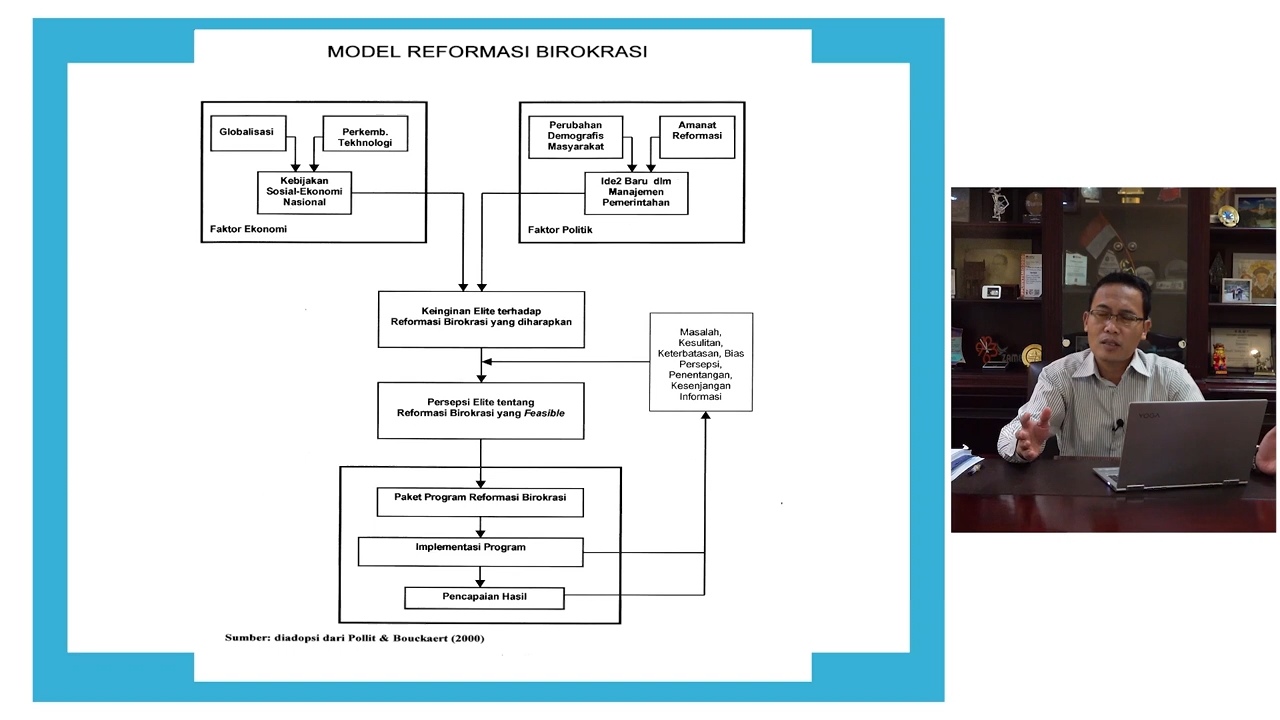 MODEL REFORMASI BIROKRASI
Globalisasi
Perkemb.
Tekhnologi
Kebijakan
Sosial-Ekonomi
Nasional
Faktor Ekonomi
Perubahan
Demografis
Masyarakat
Amanat
Reformasi
Ide2 Baru dlm
Manajemen
Pemerintahan
Faktor Politik
Keinginan Elite terhadap
Reformasi Birokrasi yang diharapkan
Masalah,
Kesulitan,
Keterbatasan, Bias
Persepsi,
Penentangan,
Kesenjangan
Informasi
Persepsi Elite tentang
Reformasi Birokrasi yang Feasible
Paket Program Reformasi Birokrasi
Implementasi Program
Pencapaian Hasil
Sumber: diadopsi dari Pollit & Bouckaert (2000)
YOGA